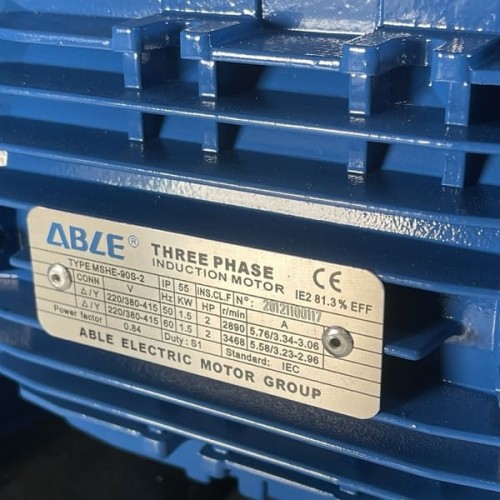 ABLE® THREE PHASE CE
INDUCTION MOTOR
TYPE MSHE-90S-2 IP 55 INS.CL.F N°: 20121100117 IE2 81.3% EFF
CONN V Hz KW HP r/min A
△/Y 220/380-415 50 1.5 2 2890 5.76/3.34-3.06
△/Y 220/380-415 60 1.5 2 3468 5.58/3.23-2.96
Power factor 0.84 Duty: S1 Standard: IEC
ABLE ELECTRIC MOTOR GROUP